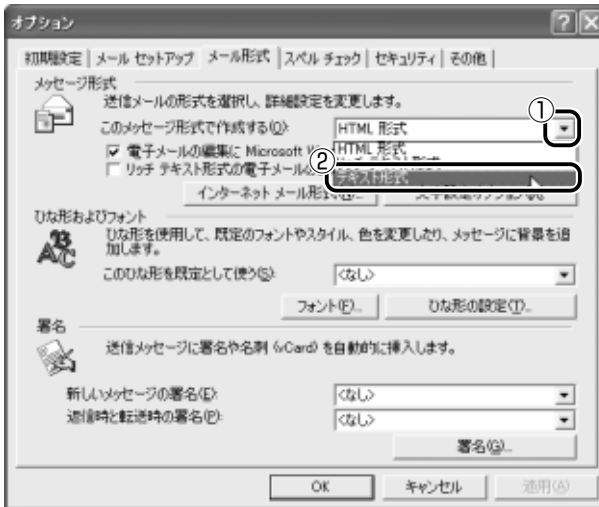 オプション
初期設定 メール セットアップ メール形式 スペル チェック セキュリティ その他
メッセージ形式
送信メールの形式を選択し、詳細設定を変更します。
①
このメッセージ形式で作成する(O): HTML 形式
電子メールの編集に Microsoft HTML 形式
②
リッチ テキスト形式の電子メールの テキスト形式
インターネット メール形式
ひな形およびフォント
ひな形を使用して、既定のフォントやスタイル、色を変更したり、メッセージに背景を追
加します。
このひな形を既定として使う(S): <なし>
フォント(F)... ひな形の設定(T)...
署名
送信メッセージに署名や名刺 (vCard) を自動的に挿入します。
新しいメッセージの署名(E): <なし>
返信時と転送時の署名(P): <なし>
署名(G)...
OK キャンセル 適用(A)